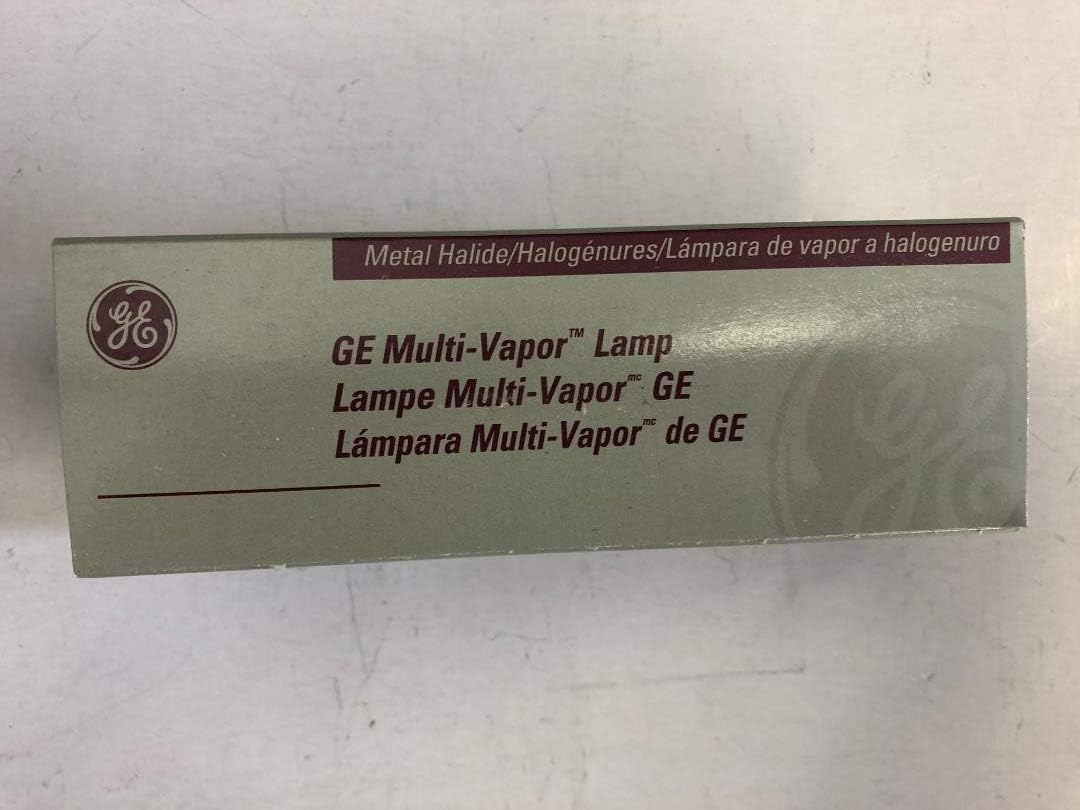 Metal Halide/Halogénures/Lámpara de vapor a halogenuro
GE
GE Multi-Vapor™ Lamp
Lampe Multi-Vapor mc GE
Lámpara Multi-Vapor mc de GE
GE